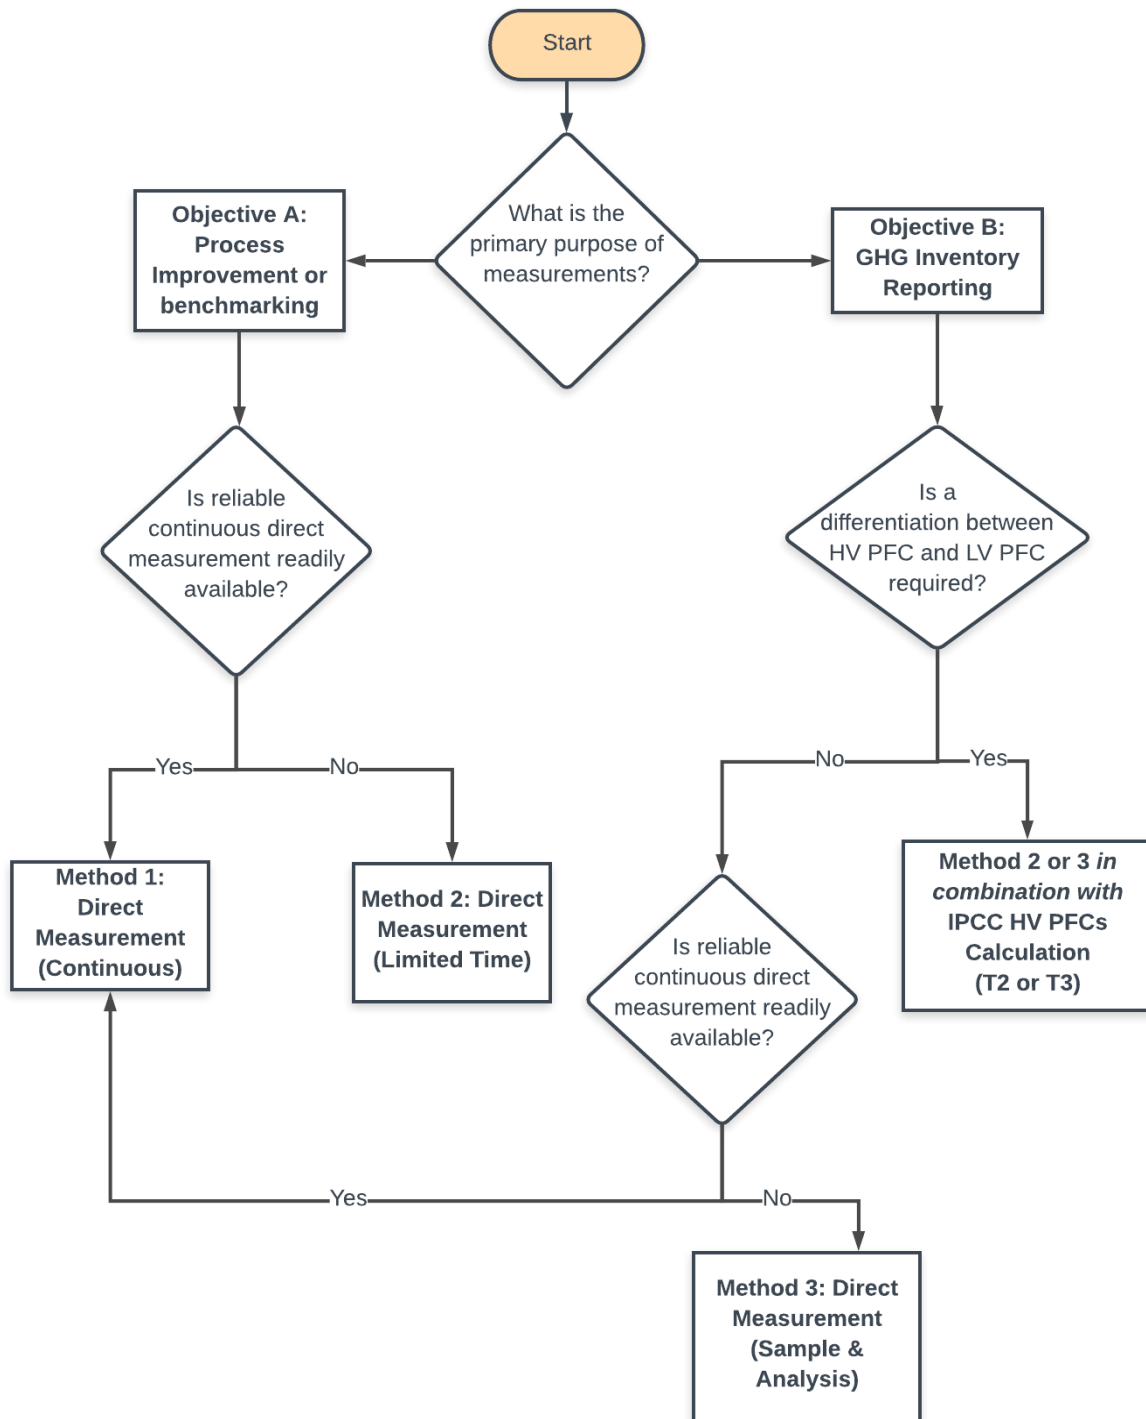 Start
What is the
primary purpose of
measurements?
Objective A:
Process
Improvement or
benchmarking
Objective B:
GHG Inventory
Reporting
Is reliable
continuous direct
measurement readily
available?
Is a
differentiation between
HV PFC and LV PFC
required?
Yes
No
No
Yes
Method 1:
Direct
Measurement
(Continuous)
Method 2: Direct
Measurement
(Limited Time)
Is reliable
continuous direct
measurement readily
available?
Method 2 or 3 in
combination with
IPCC HV PFCs
Calculation
(T2 or T3)
Yes
No
Method 3: Direct
Measurement
(Sample &
Analysis)